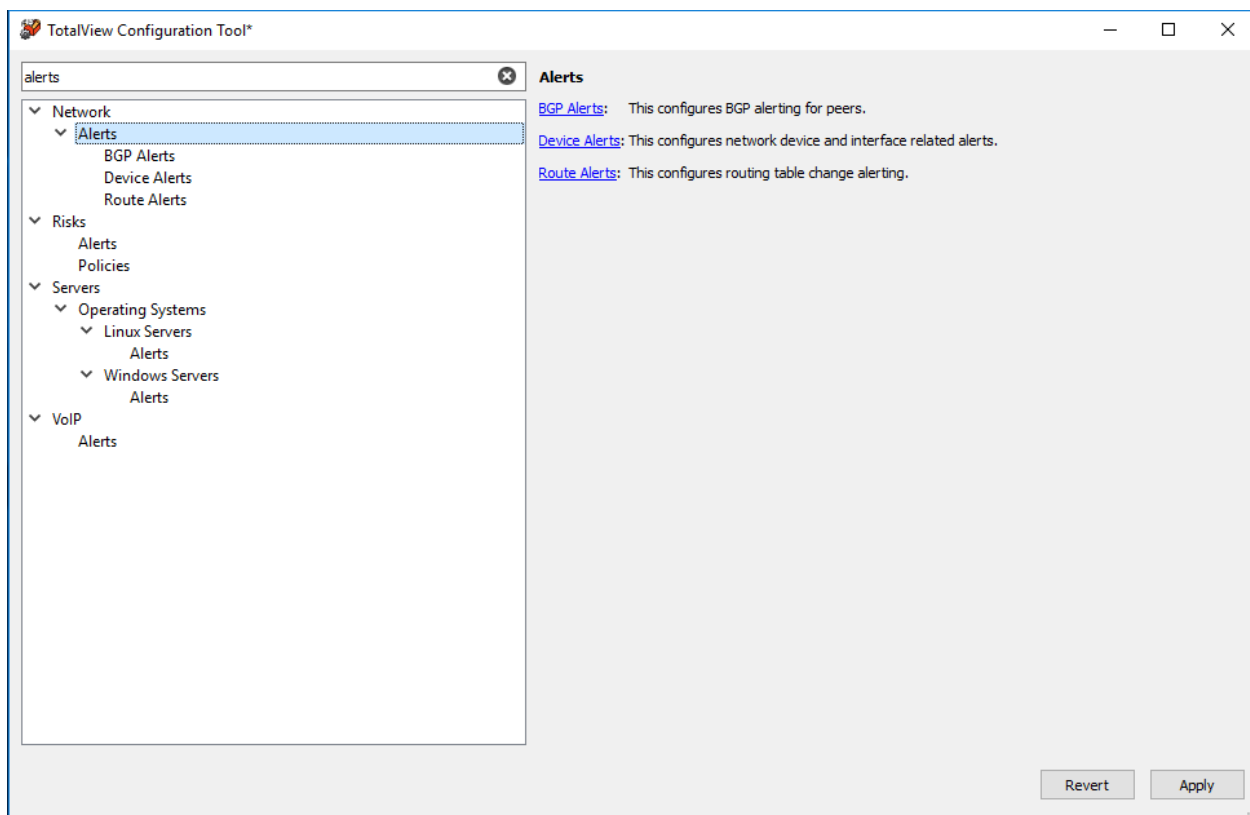 TotalView Configuration Tool*
alerts
Network
Alerts
BGP Alerts
Device Alerts
Route Alerts
Risks
Alerts
Policies
Servers
Operating Systems
Linux Servers
Alerts
Windows Servers
Alerts
VoIP
Alerts
Alerts
BGP Alerts: This configures BGP alerting for peers.
Device Alerts: This configures network device and interface related alerts.
Route Alerts: This configures routing table change alerting.
Revert Apply